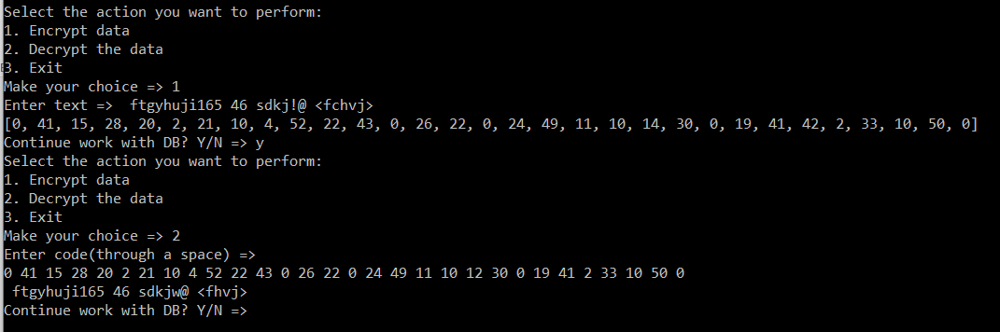 Select the action you want to perform:
1. Encrypt data
2. Decrypt the data
3. Exit
Make your choice => 1
Enter text =>  ftgyhuji165 46 sdkj!@ <fchvj>
[0, 41, 15, 28, 20, 2, 21, 10, 4, 52, 22, 43, 0, 26, 22, 0, 24, 49, 11, 10, 14, 30, 0, 19, 41, 42, 2, 33, 10, 50, 0]
Continue work with DB? Y/N => y
Select the action you want to perform:
1. Encrypt data
2. Decrypt the data
3. Exit
Make your choice => 2
Enter code(through a space) =>
0 41 15 28 20 2 21 10 4 52 22 43 0 26 22 0 24 49 11 10 12 30 0 19 41 2 33 10 50 0
 ftgyhuji165 46 sdkjw@ <fhvj>
Continue work with DB? Y/N =>